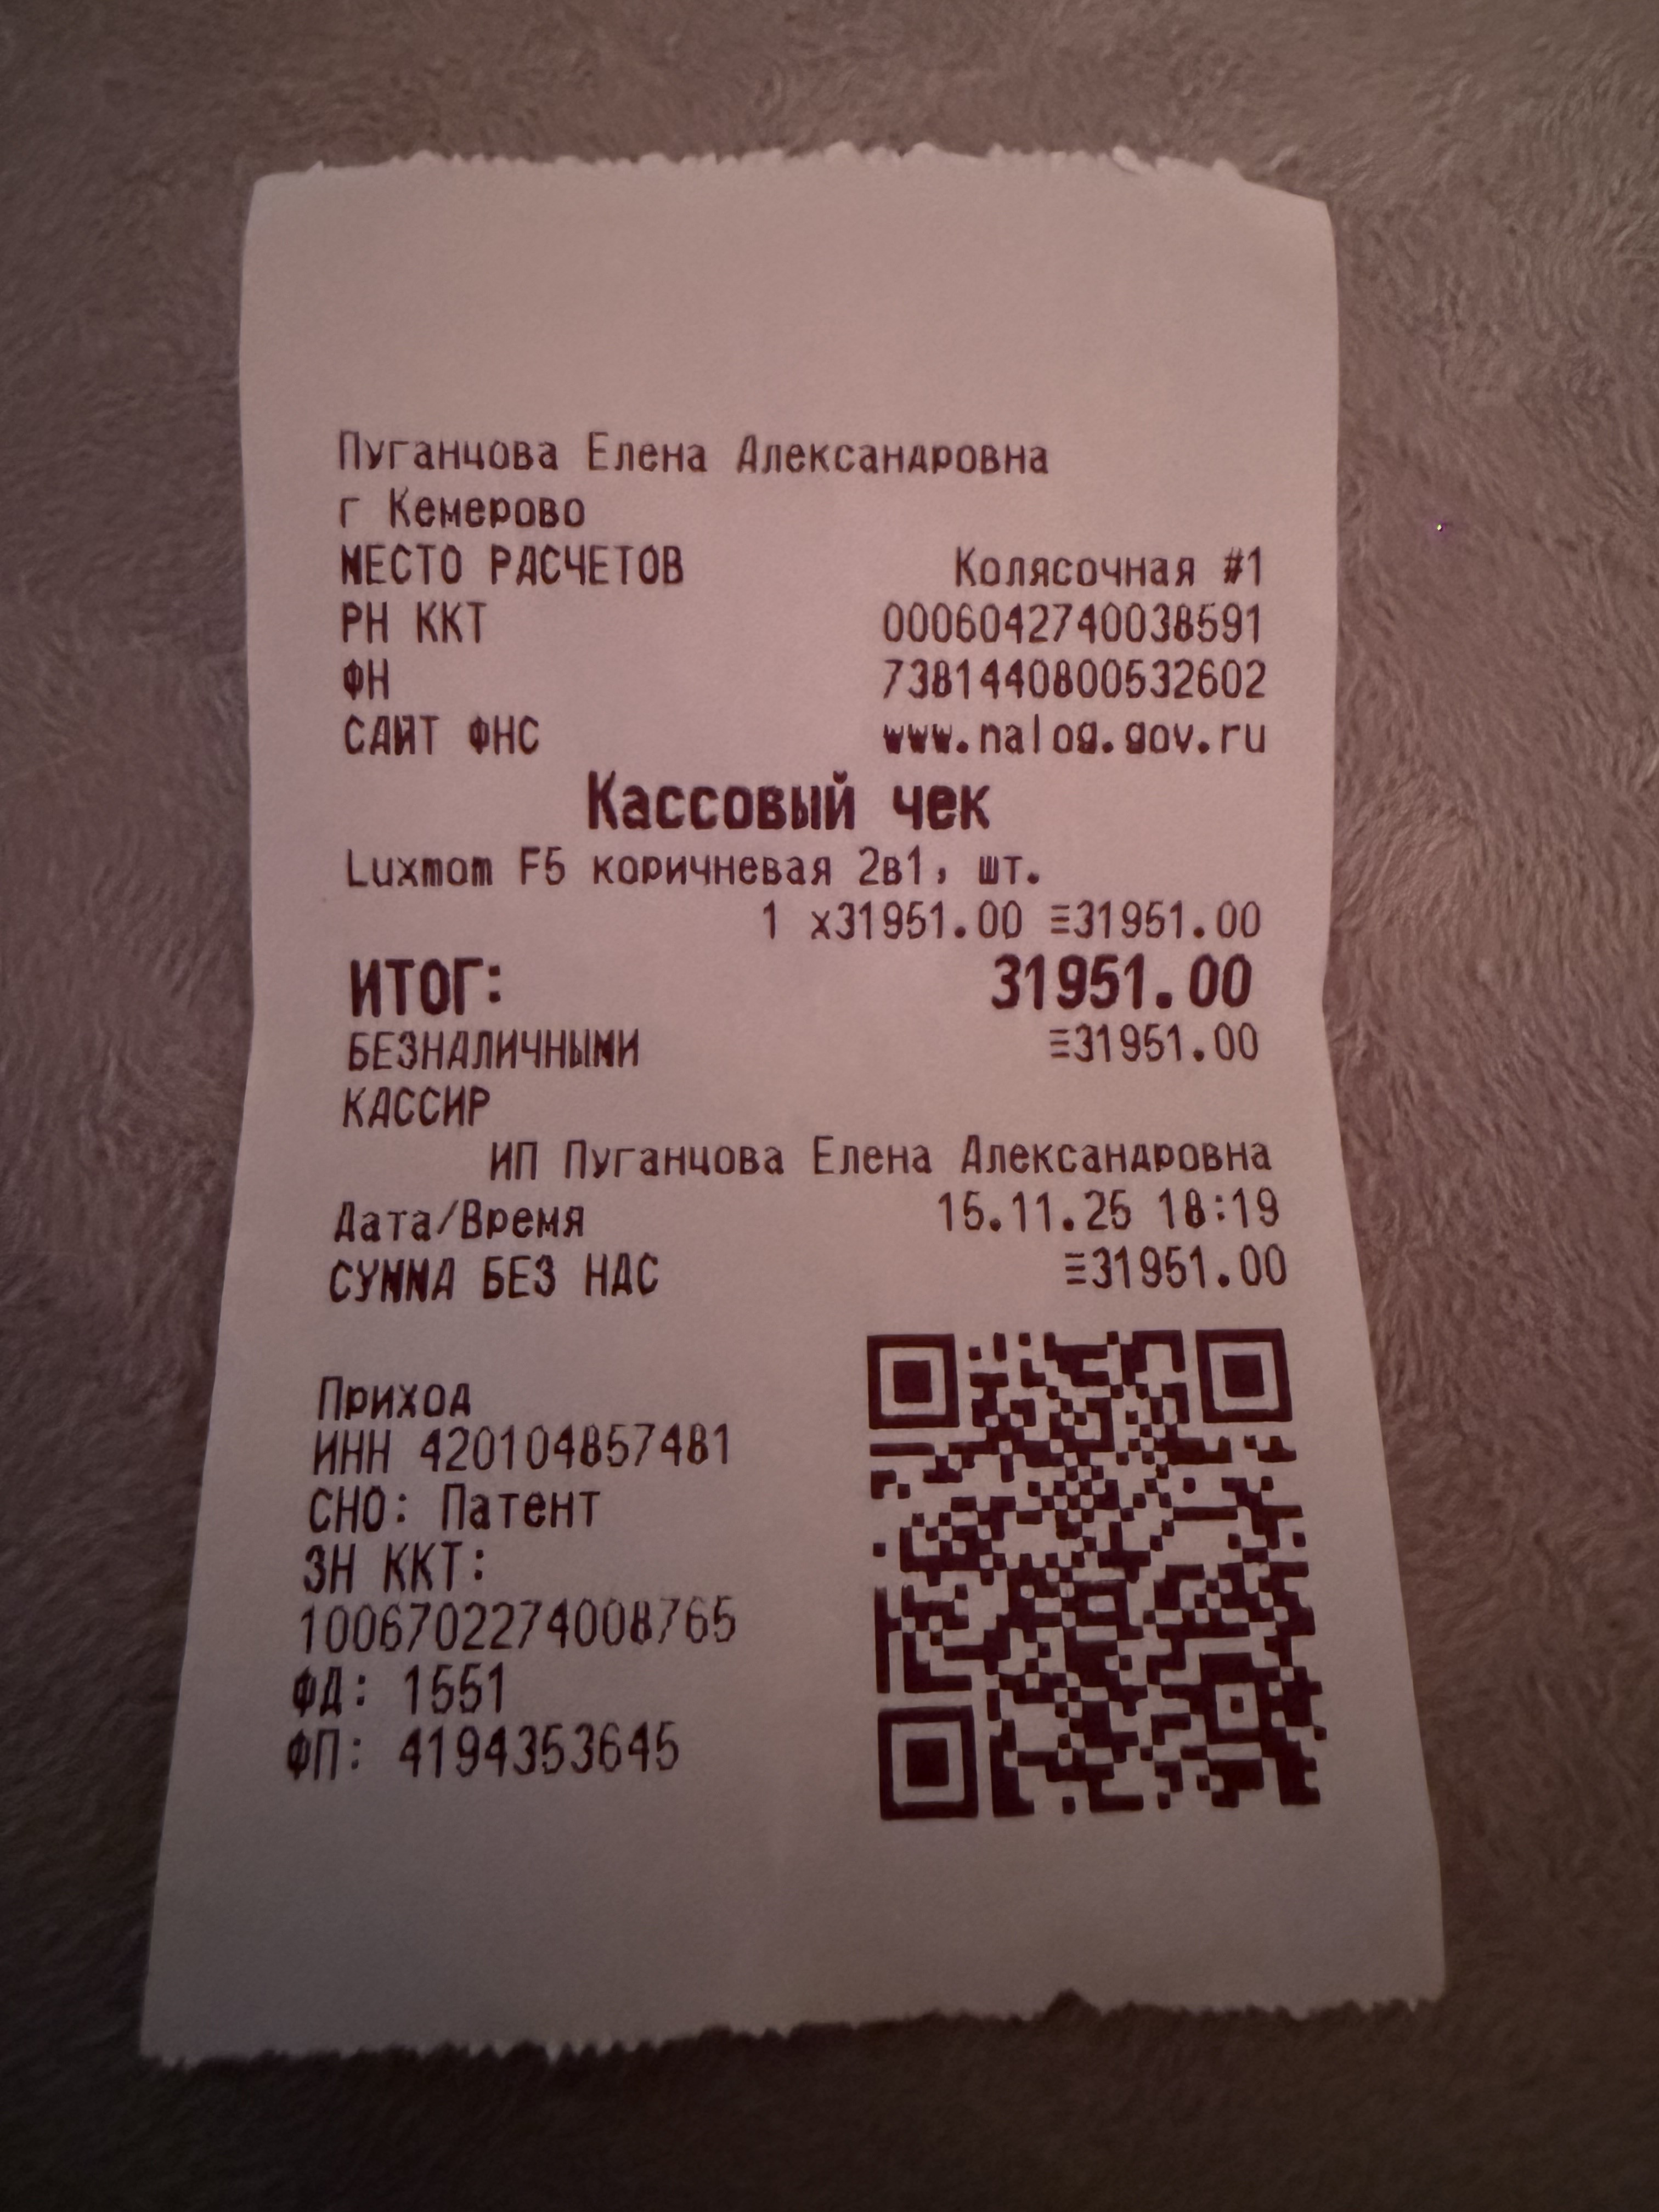 Пуганцова Елена Александровна
г Кемерово
МЕСТО РАСЧЕТОВ Колясочная #1
РН ККТ 0006042740038591
ФН 7381440800532602
САЙТ ФНС www.nalog.gov.ru
Кассовый чек
Luxmom F5 коричневая 2в1, шт.
1 x31951.00 ≡31951.00
ИТОГ: 31951.00
БЕЗНАЛИЧНЫМИ ≡31951.00
КАССИР
ИП Пуганцова Елена Александровна
Дата/Время 15.11.25 18:19
СУММА БЕЗ НДС ≡31951.00
Приход
ИНН 420104857481
СНО: Патент
ЗН ККТ:
1006702274008765
ФД: 1551
ФП: 4194353645